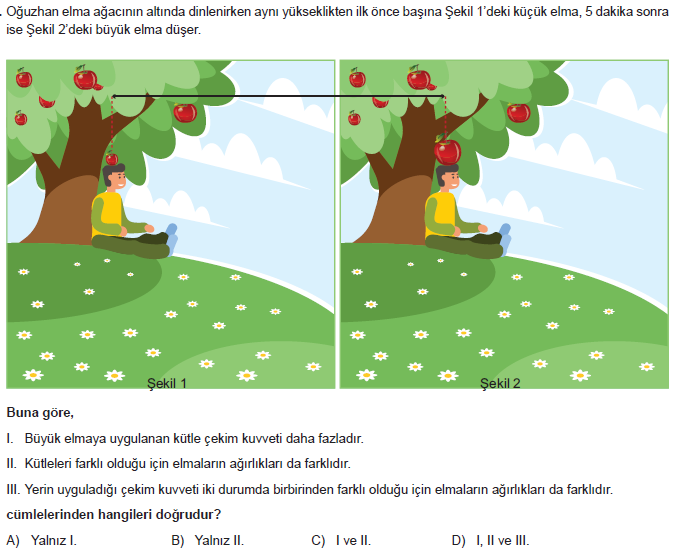 . Oğuzhan elma ağacının altında dinlenirken aynı yükseklikten ilk önce başına Şekil 1'deki küçük elma, 5 dakika sonra
ise Şekil 2'deki büyük elma düşer.
Şekil 1
Şekil 2
Buna göre,
I. Büyük elmaya uygulanan kütle çekim kuvveti daha fazladır.
II. Kütleleri farklı olduğu için elmaların ağırlıkları da farklıdır.
III. Yerin uyguladığı çekim kuvveti iki durumda birbirinden farklı olduğu için elmaların ağırlıkları da farklıdır.
cümlelerinden hangileri doğrudur?
A) Yalnız I. B) Yalnız II. C) I ve II. D) I, II ve III.